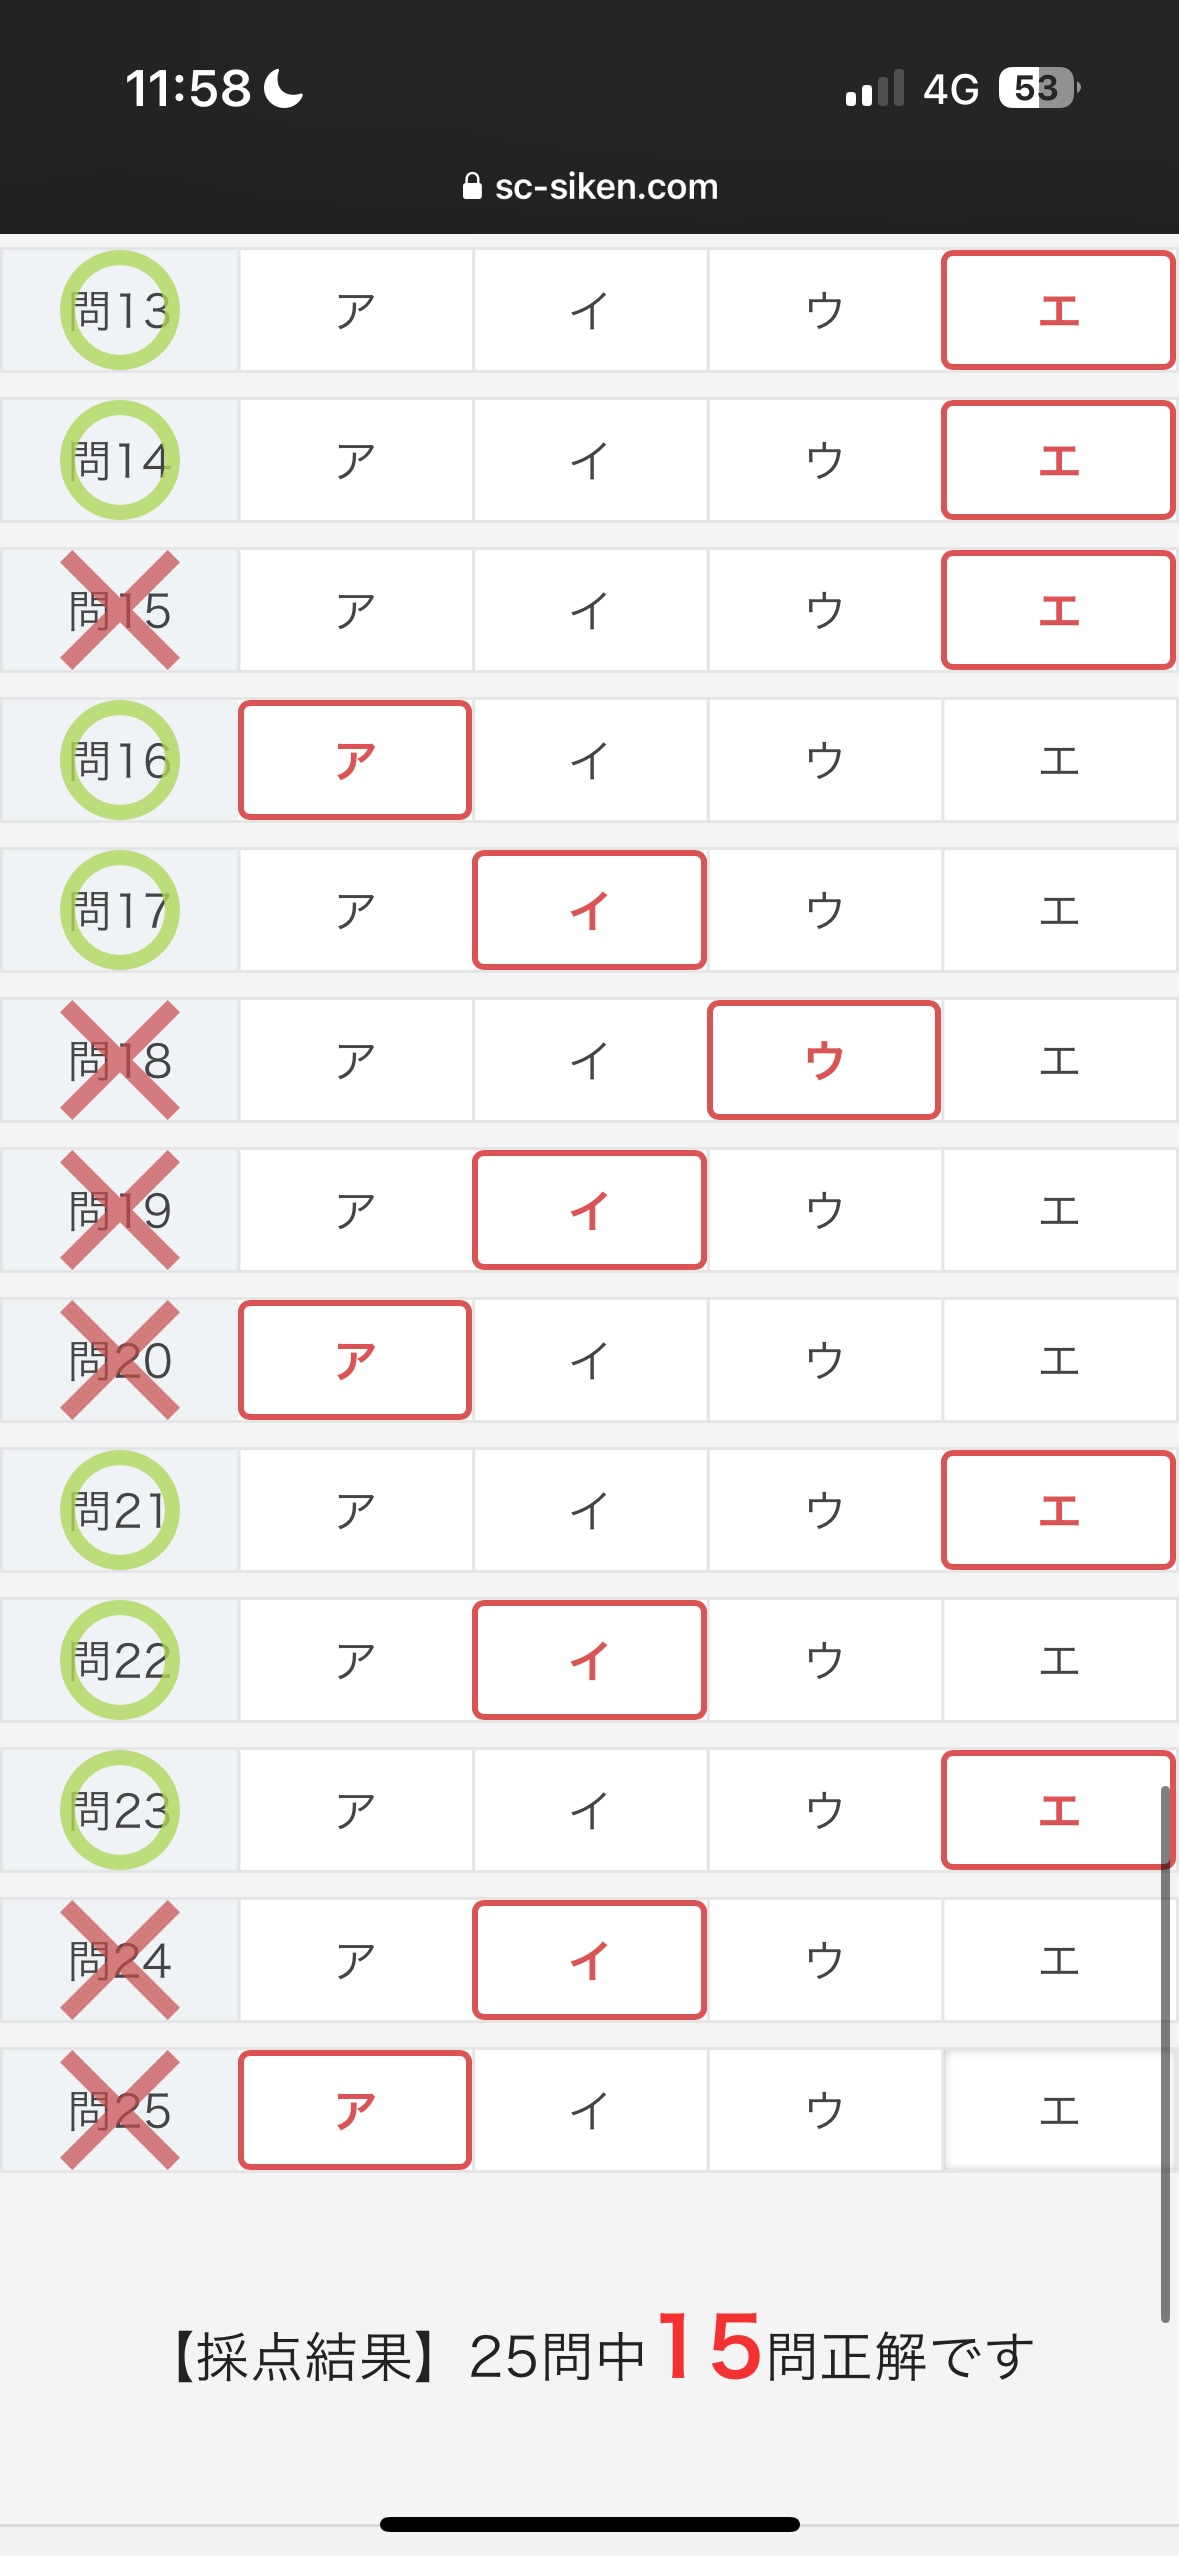 11:58 4G 53
sc-siken.com
問13 ア イ ウ エ
問14 ア イ ウ エ
問15 ア イ ウ エ
問16 ア イ ウ エ
問17 ア イ ウ エ
問18 ア イ ウ エ
問19 ア イ ウ エ
問20 ア イ ウ エ
問21 ア イ ウ エ
問22 ア イ ウ エ
問23 ア イ ウ エ
問24 ア イ ウ エ
問25 ア イ ウ エ
【採点結果】25問中15問正解です